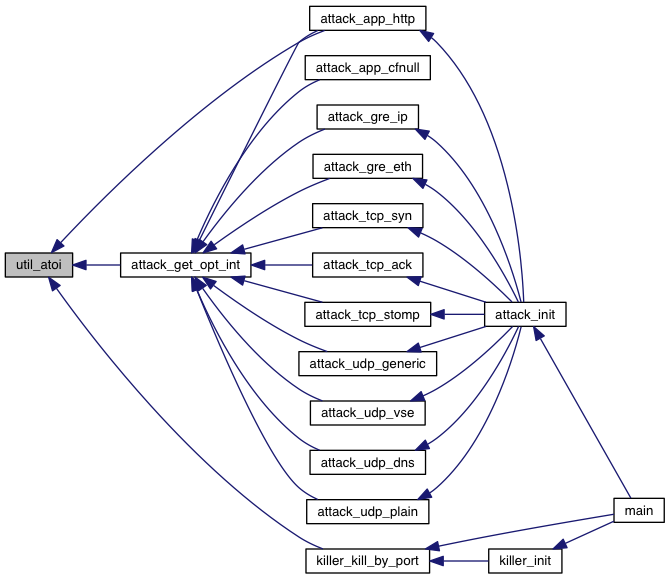 attack_app_http
attack_app_cfnull
attack_gre_ip
attack_gre_eth
attack_tcp_syn
util_atoi
attack_get_opt_int
attack_tcp_ack
attack_tcp_stomp
attack_init
attack_udp_generic
attack_udp_vse
attack_udp_dns
attack_udp_plain
main
killer_kill_by_port
killer_init